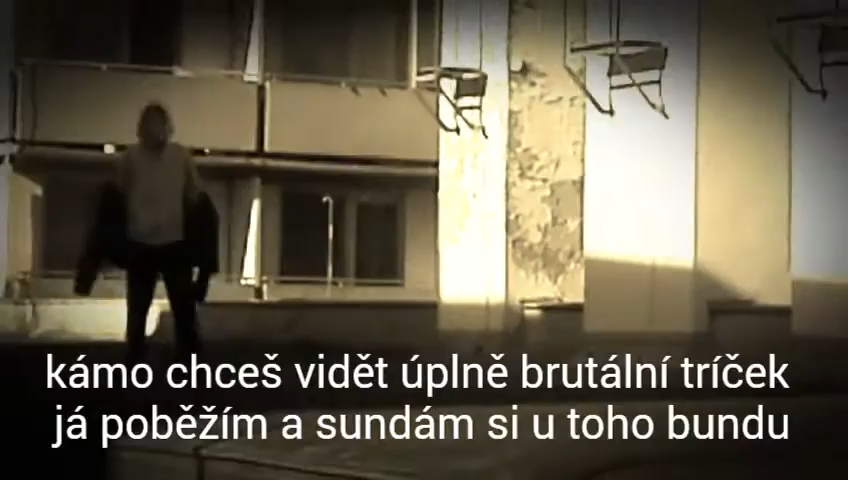 kámo chceš vidět úplně brutální tríček
já poběžím a sundám si u toho bundu